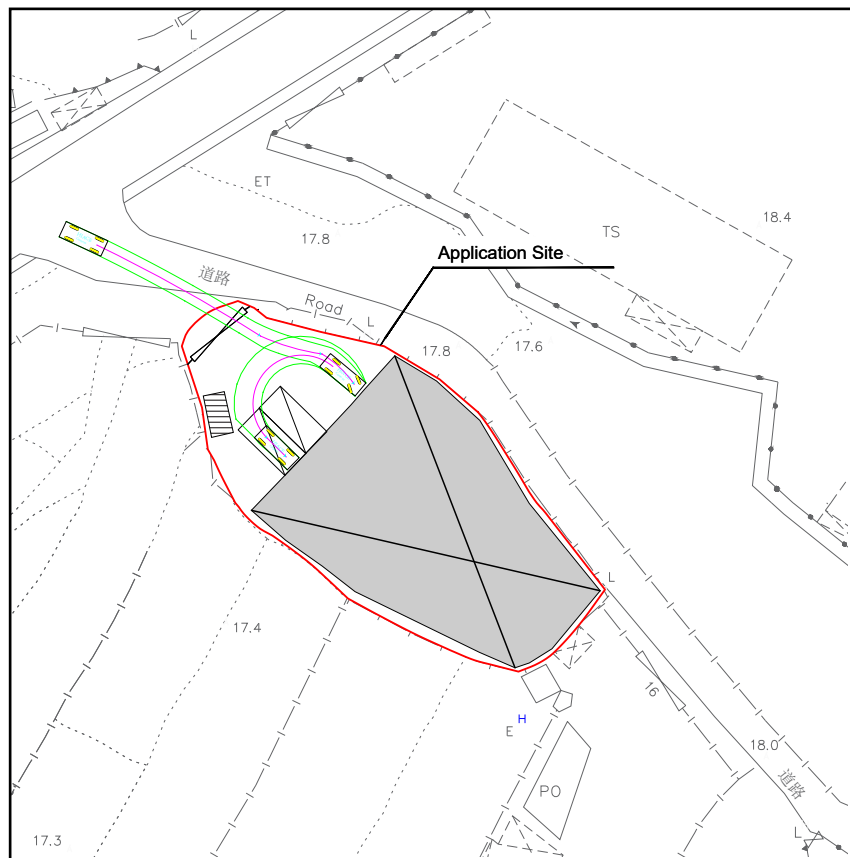 L
ET
17.8
18.4
TS
Application Site
道路
Road
L
17.8
17.6
L
17.4
16
H
E
18.0
PO
道路
L
17.3